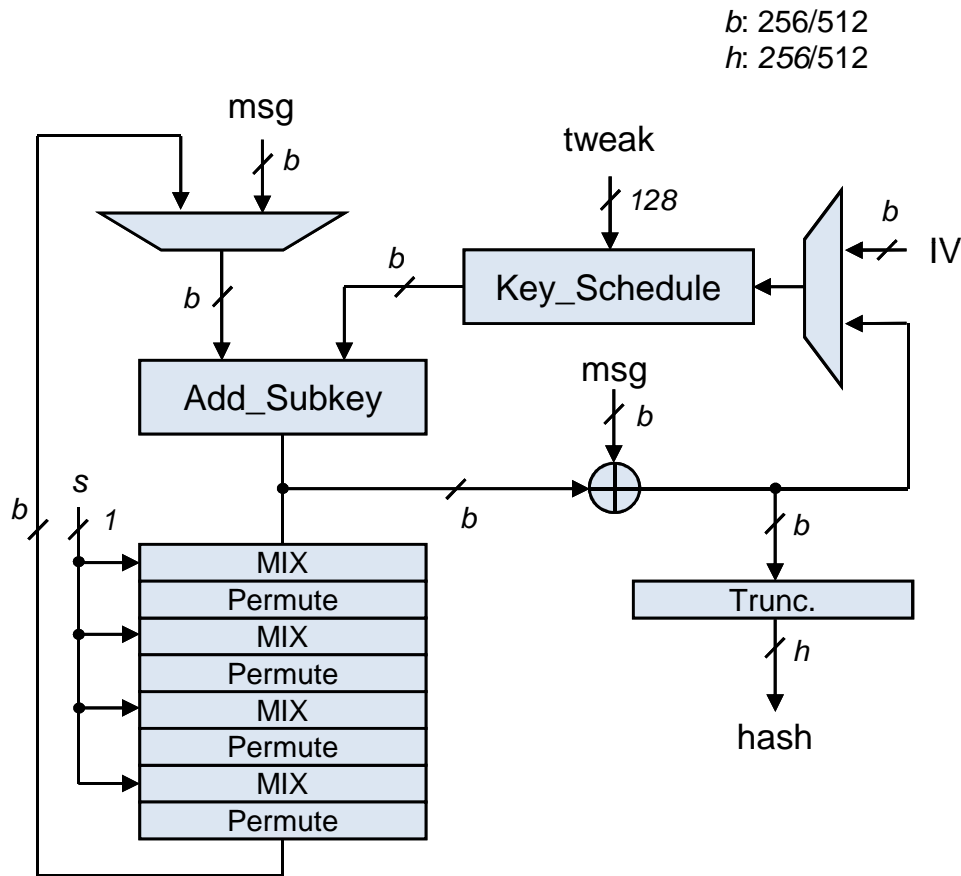 b: 256/512
h: 256/512
msg
b
tweak
128
b
IV
b
Key_Schedule
b
Add_Subkey
msg
b
s
b
1
b
b
MIX
Permute
Trunc.
MIX
h
Permute
MIX
hash
Permute
MIX
Permute